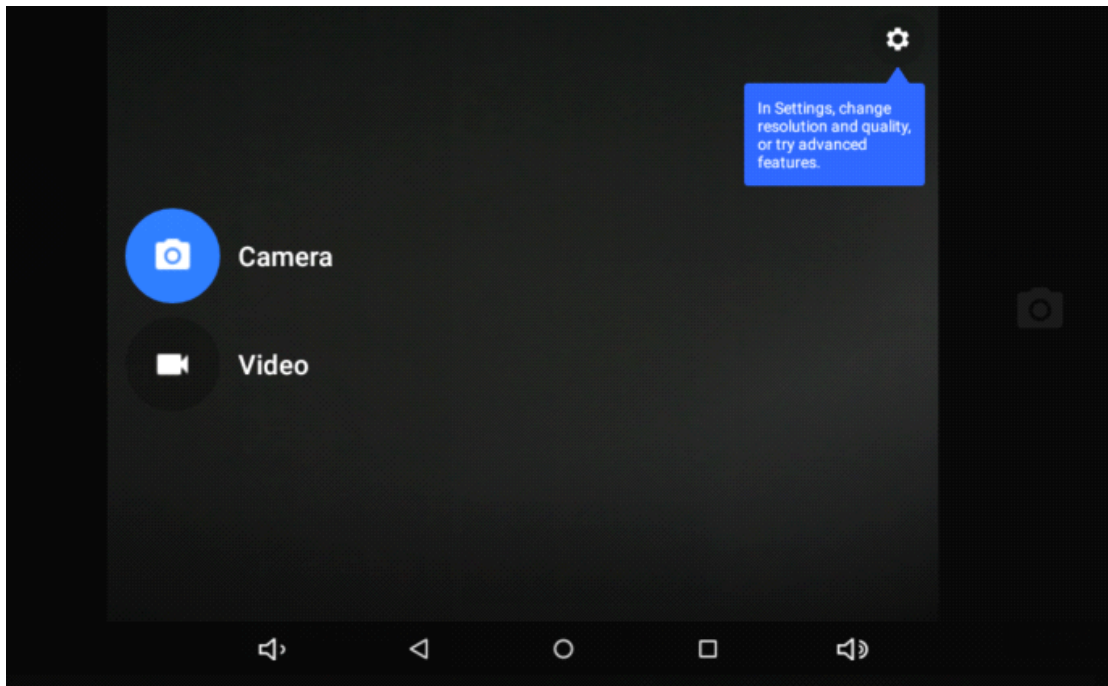 In Settings, change
resolution and quality,
or try advanced
features.
Camera
Video